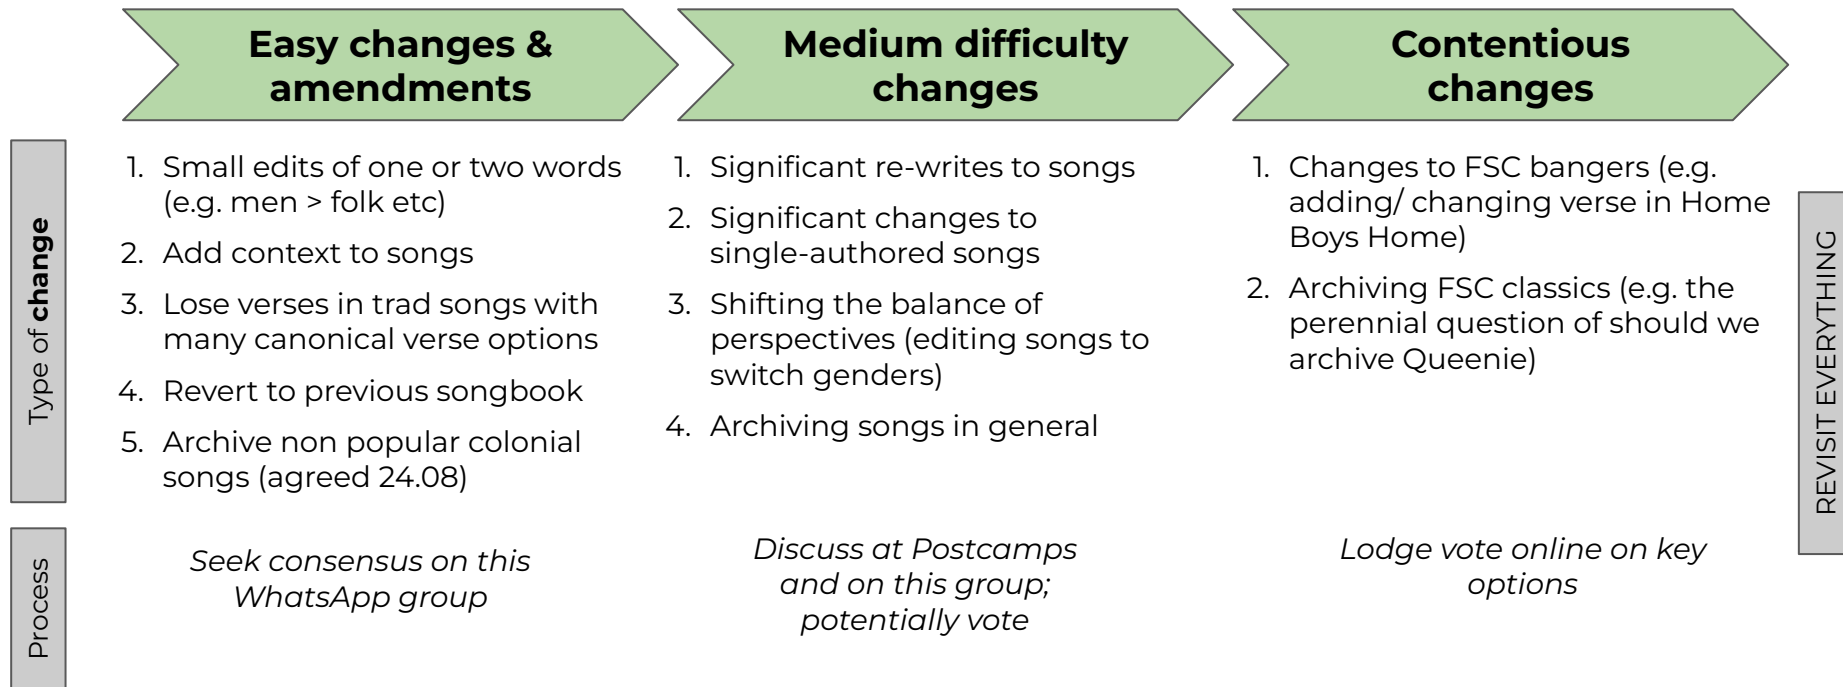 Easy changes &
amendments
Medium difficulty
changes
Contentious
changes
Type of change
1. Small edits of one or two words
(e.g. men > folk etc)
2. Add context to songs
3. Lose verses in trad songs with
many canonical verse options
4. Revert to previous songbook
5. Archive non popular colonial
songs (agreed 24.08)
1. Significant re-writes to songs
2. Significant changes to
single-authored songs
3. Shifting the balance of
perspectives (editing songs to
switch genders)
4. Archiving songs in general
1. Changes to FSC bangers (e.g.
adding/ changing verse in Home
Boys Home)
2. Archiving FSC classics (e.g. the
perennial question of should we
archive Queenie)
REVISIT EVERYTHING
Process
Seek consensus on this
WhatsApp group
Discuss at Postcamps
and on this group;
potentially vote
Lodge vote online on key
options